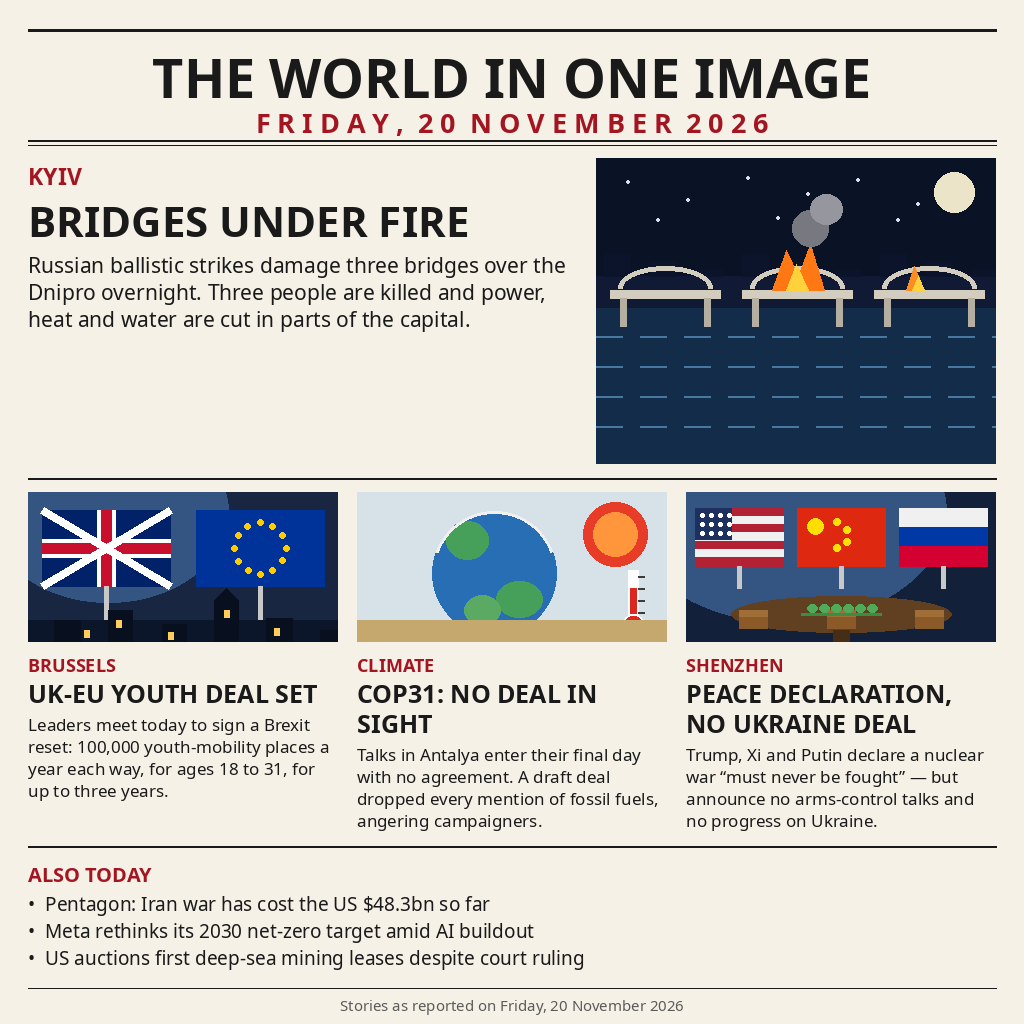 THE WORLD IN ONE IMAGE
FRIDAY, 20 NOVEMBER 2026
KYIV
BRIDGES UNDER FIRE
Russian ballistic strikes damage three bridges over the
Dnipro overnight. Three people are killed and power,
heat and water are cut in parts of the capital.
BRUSSELS
UK-EU YOUTH DEAL SET
Leaders meet today to sign a Brexit
reset: 100,000 youth-mobility places a
year each way, for ages 18 to 31, for
up to three years.
CLIMATE
COP31: NO DEAL IN
SIGHT
Talks in Antalya enter their final day
with no agreement. A draft deal
dropped every mention of fossil fuels,
angering campaigners.
SHENZHEN
PEACE DECLARATION,
NO UKRAINE DEAL
Trump, Xi and Putin declare a nuclear
war “must never be fought” — but
announce no arms-control talks and
no progress on Ukraine.
ALSO TODAY
• Pentagon: Iran war has cost the US $48.3bn so far
• Meta rethinks its 2030 net-zero target amid AI buildout
• US auctions first deep-sea mining leases despite court ruling
Stories as reported on Friday, 20 November 2026